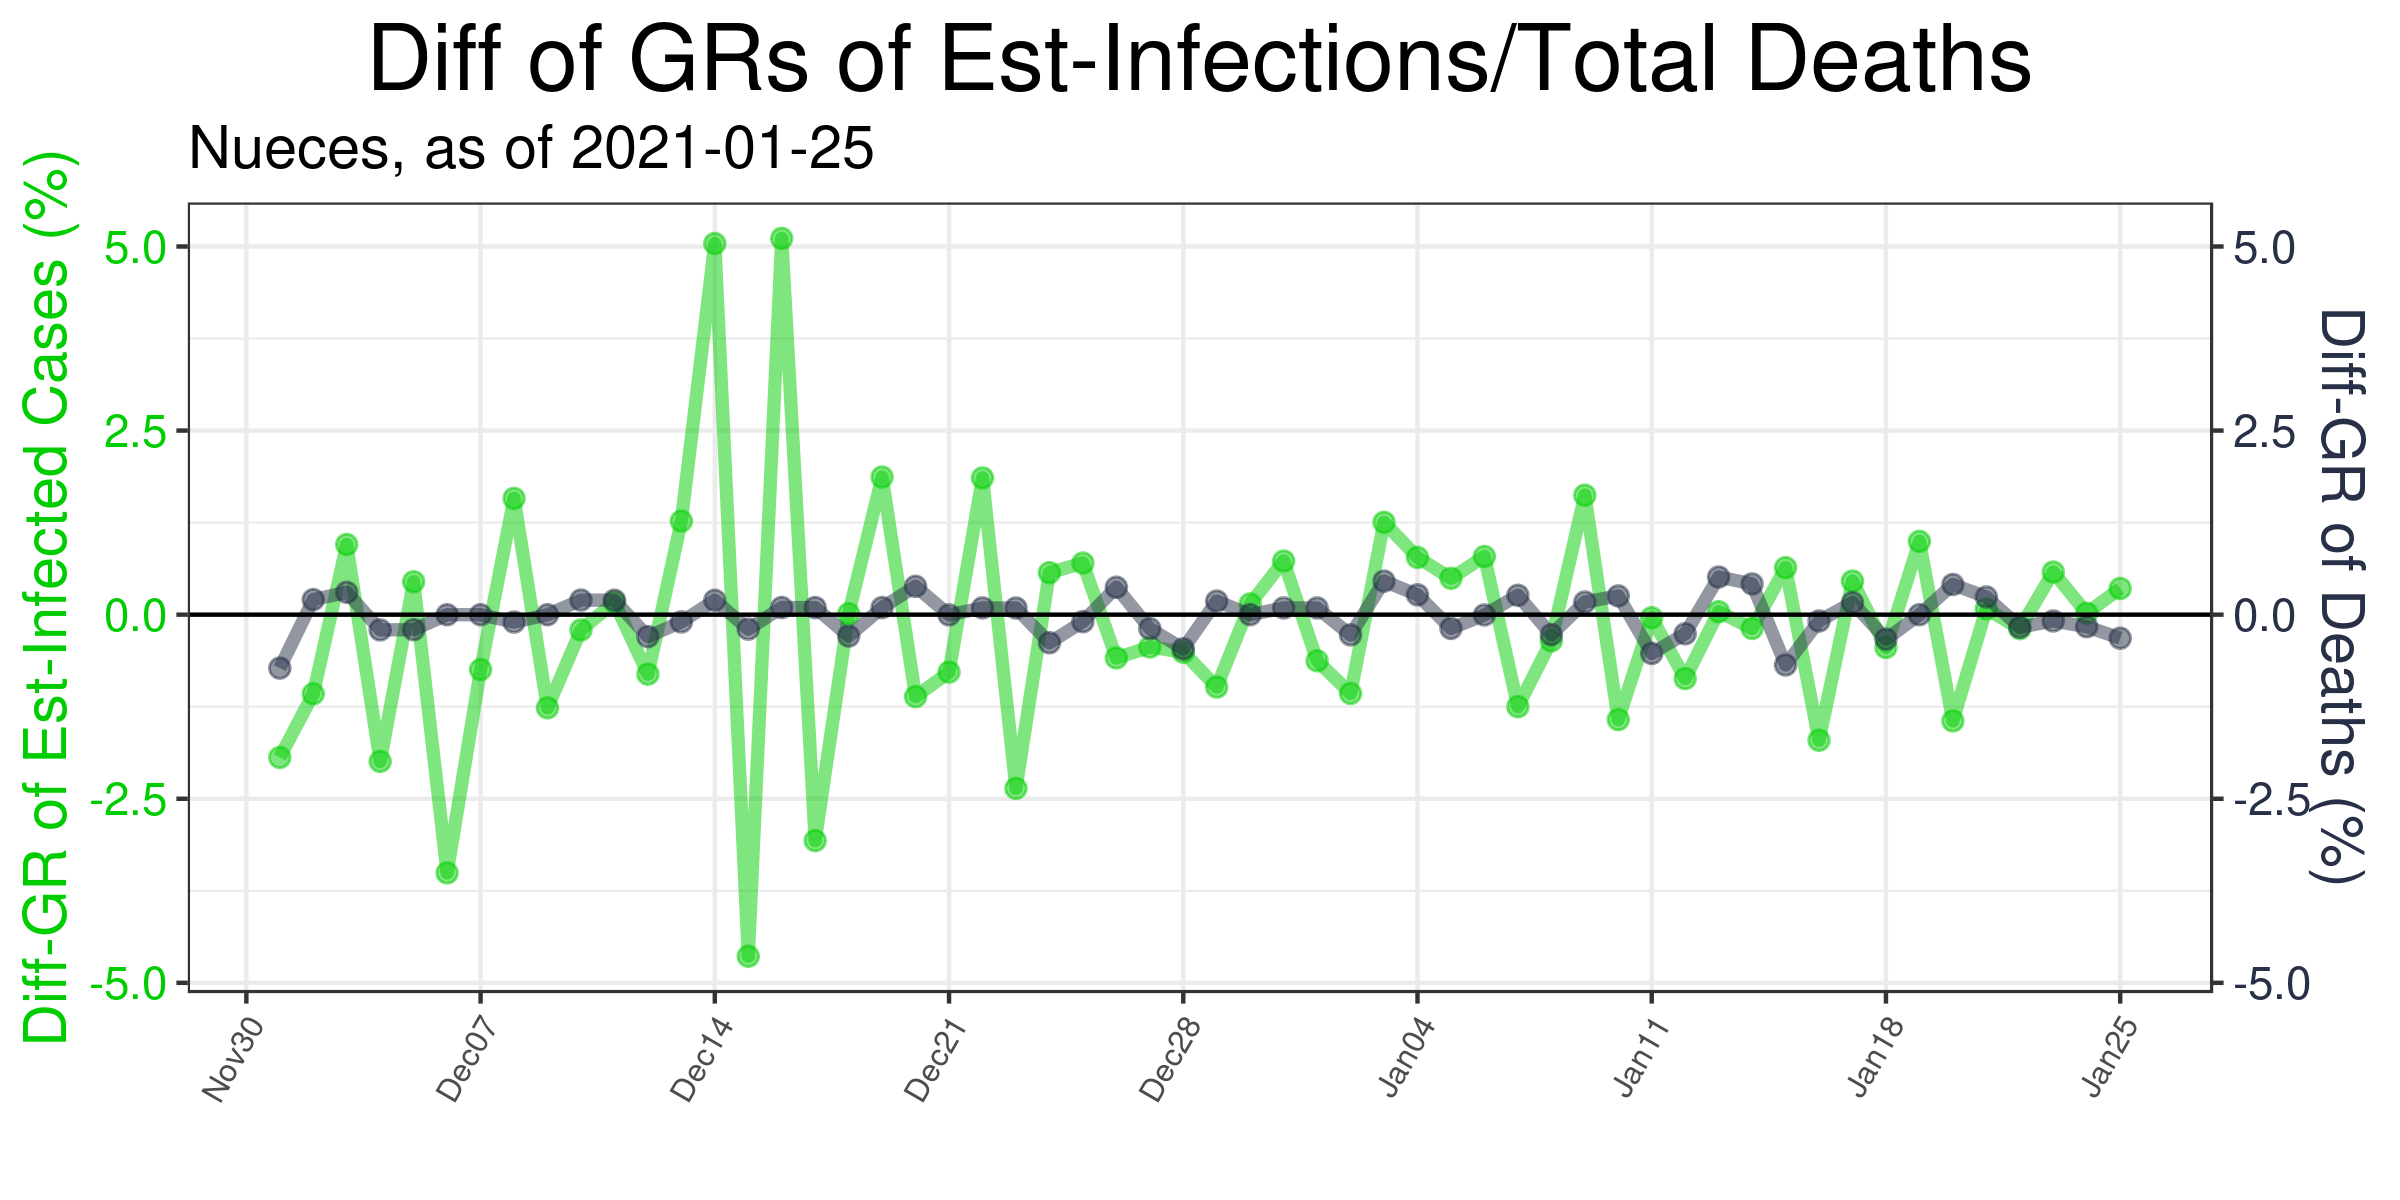 Diff of GRs of Est-Infections/Total Deaths
Nueces, as of 2021-01-25
Diff-GR of Est-Infected Cases (%)
5.0
2.5
0.0
-2.5
-5.0
5.0
2.5
0.0
-2.5
-5.0
Diff-GR of Deaths (%)
Nov30
Dec07
Dec14
Dec21
Dec28
Jan04
Jan11
Jan18
Jan25